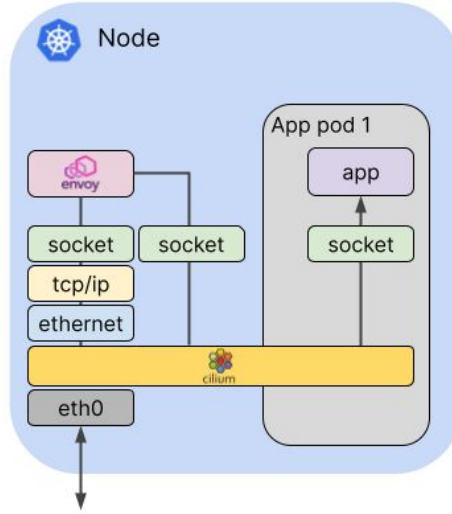 Node
App pod 1
envoy
app
socket
socket
socket
tcp/ip
ethernet
cilium
eth0